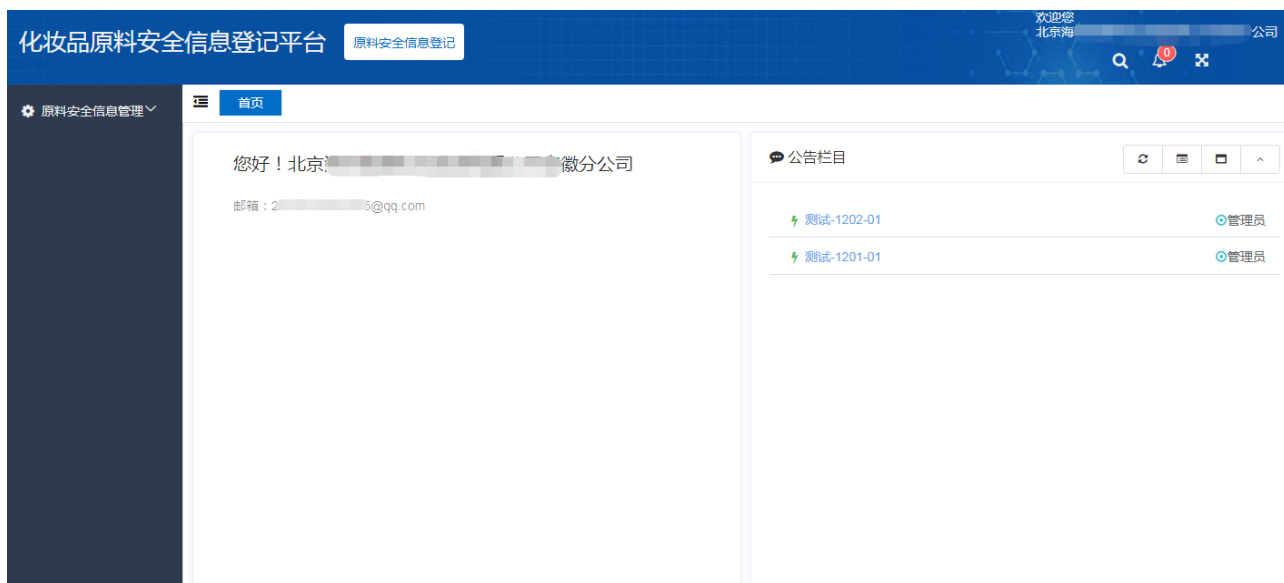 欢迎您
化妆品原料安全信息登记平台
原料安全信息登记
北京海 公司
0
原料安全信息管理
首页
您好！北京 徽分公司
邮箱：2 5@qq.com
公告栏目
测试-1202-01 管理员
测试-1201-01 管理员